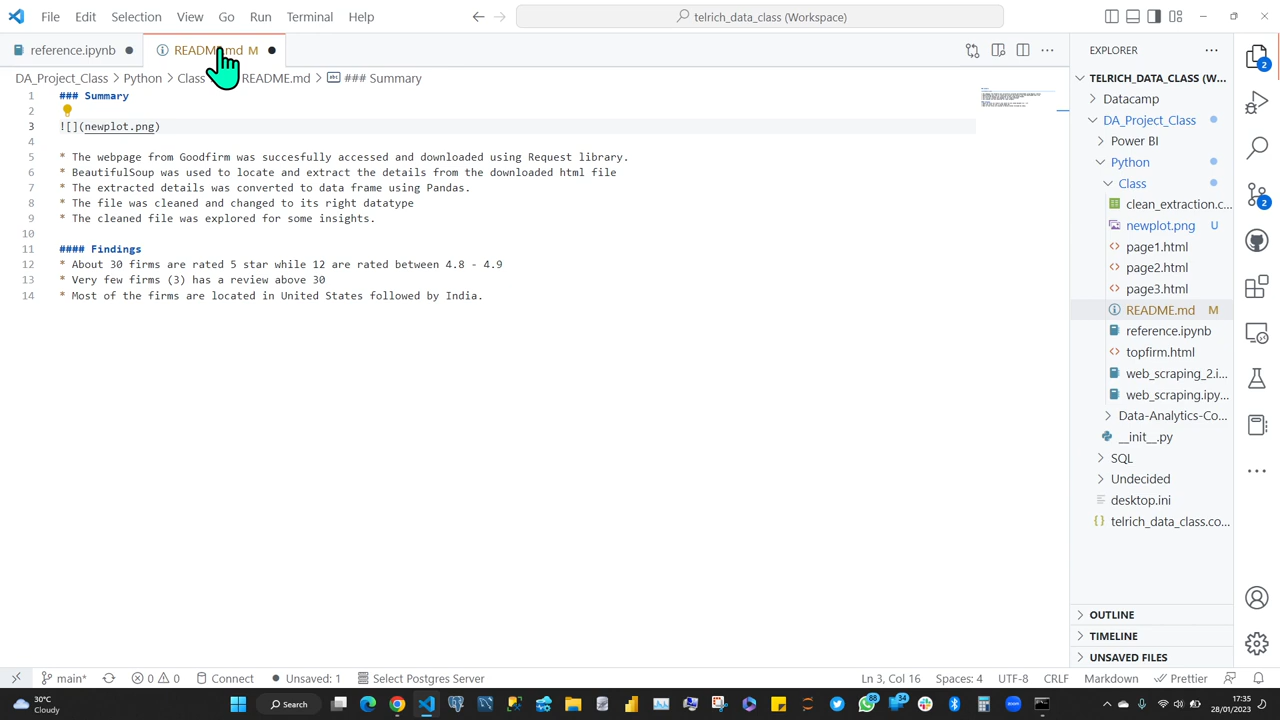 File Edit Selection View Go Run Terminal Help
telrich_data_class (Workspace)
reference.ipynb
README.md M
DA_Project_Class > Python > Class README.md > ### Summary
1 ### Summary
2
3 ![](newplot.png)
4
5 * The webpage from Goodfirm was succesfully accessed and downloaded using Request library.
6 * BeautifulSoup was used to locate and extract the details from the downloaded html file
7 * The extracted details was converted to data frame using Pandas.
8 * The file was cleaned and changed to its right datatype
9 * The cleaned file was explored for some insights.
10
11 #### Findings
12 * About 30 firms are rated 5 star while 12 are rated between 4.8 - 4.9
13 * Very few firms (3) has a review above 30
14 * Most of the firms are located in United States followed by India.
EXPLORER
TELRICH_DATA_CLASS (W...
Datacamp
DA_Project_Class
Power BI
Python
Class
clean_extraction.c...
newplot.png U
page1.html
page2.html
page3.html
README.md M
reference.ipynb
topfirm.html
web_scraping_2.i...
web_scraping.ipy...
Data-Analytics-Co...
__init__.py
SQL
Undecided
desktop.ini
telrich_data_class.co...
OUTLINE
TIMELINE
UNSAVED FILES
2
2
main* 0 0 Connect Unsaved: 1 Select Postgres Server
Ln 3, Col 16 Spaces: 4 UTF-8 CRLF Markdown Prettier
30°C
Cloudy
Search
88
34
17:35
28/01/2023